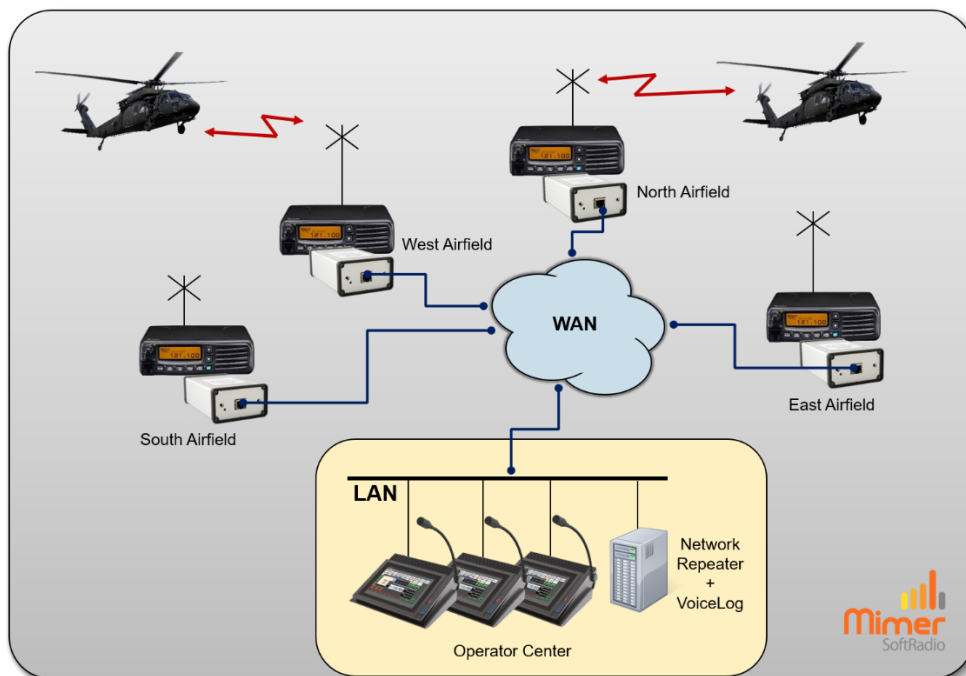 North Airfield
West Airfield
WAN
East Airfield
South Airfield
LAN
Network
Repeater
+
VoiceLog
Operator Center
Mimer
SoftRadio